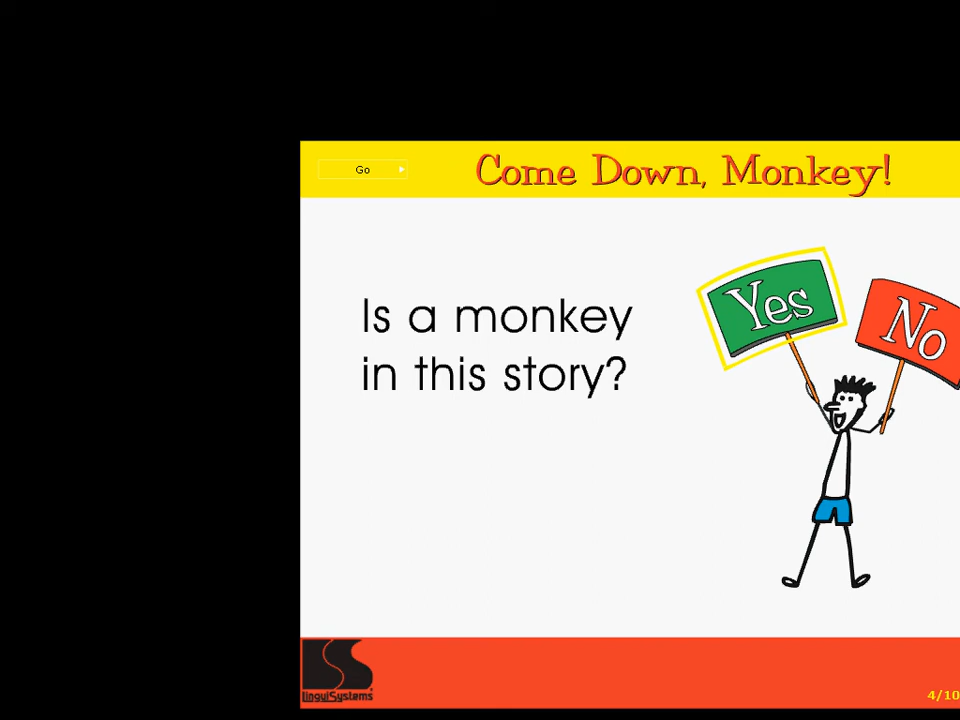 Go
Come Down, Monkey!
Yes
No
Is a monkey
in this story?
LinguiSystems
4/10